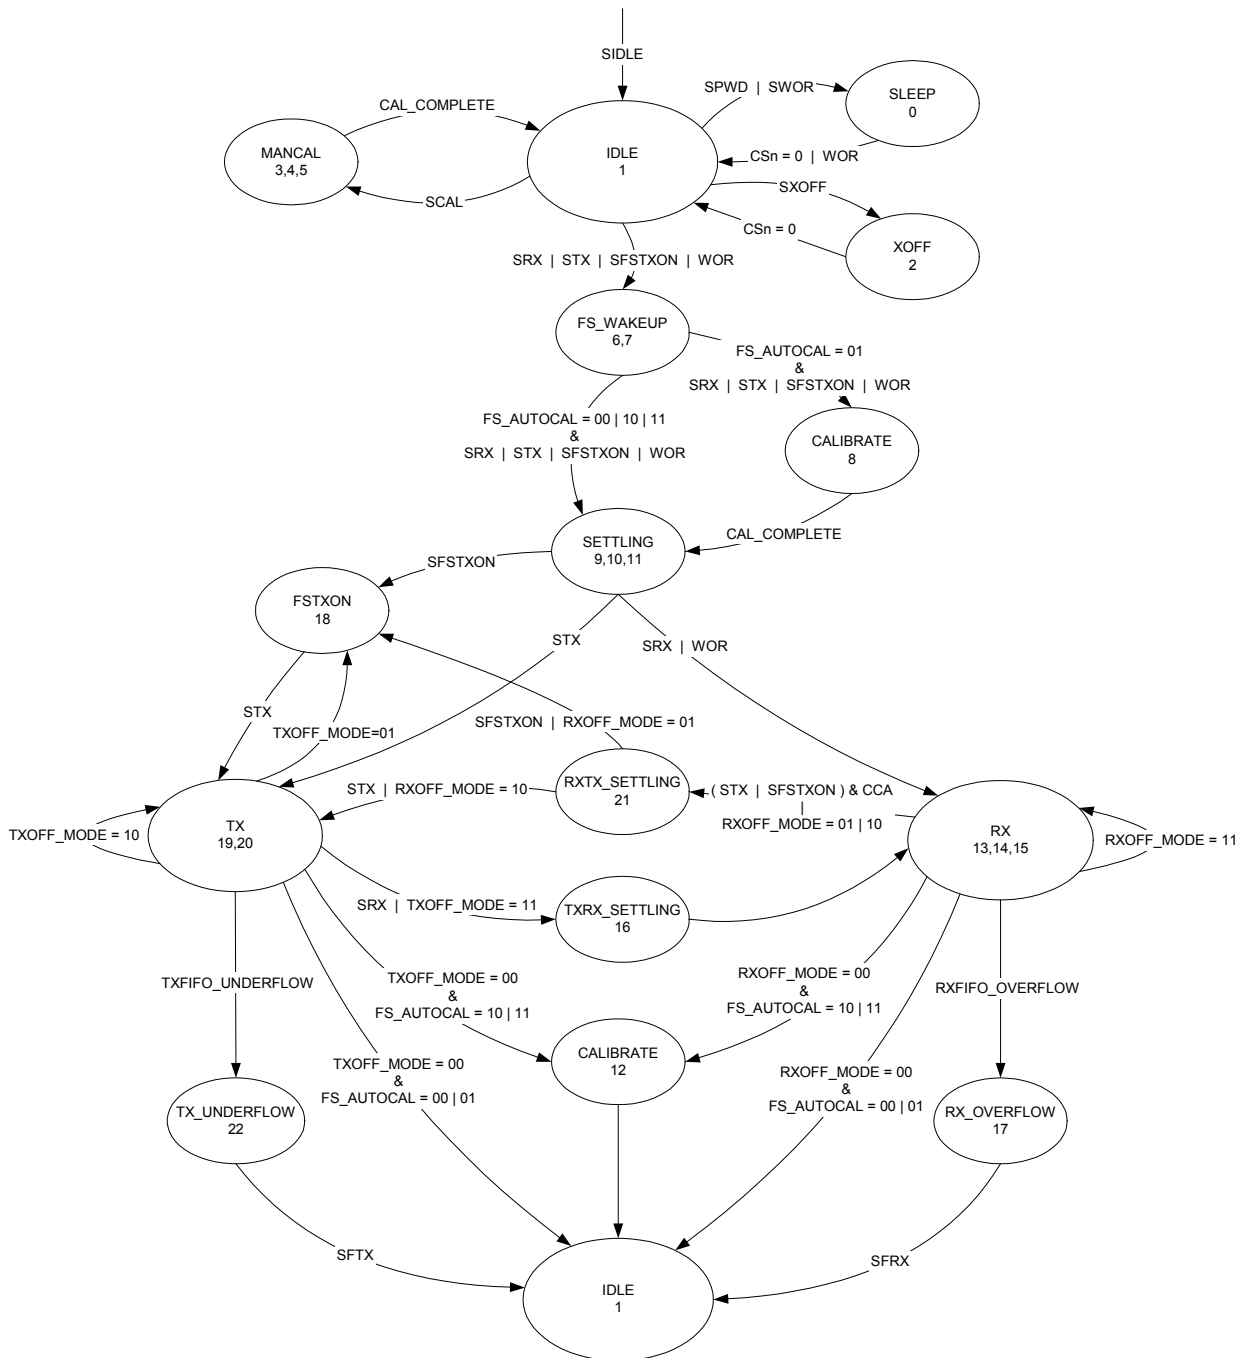 SIDLE
SPWD | SWOR
SLEEP
0
CAL_COMPLETE
MANCAL
3,4,5
IDLE
1
CSn = 0 | WOR
SCAL
SXOFF
CSn = 0
XOFF
2
SRX | STX | SFSTXON | WOR
FS_WAKEUP
6,7
FS_AUTOCAL = 01
&
SRX | STX | SFSTXON | WOR
FS_AUTOCAL = 00 | 10 | 11
&
SRX | STX | SFSTXON | WOR
CALIBRATE
8
CAL_COMPLETE
SETTLING
9,10,11
SFSTXON
FSTXON
18
STX
SRX | WOR
STX
TXOFF_MODE=01
SFSTXON | RXOFF_MODE = 01
STX | RXOFF_MODE = 10
RXTX_SETTLING
21
( STX | SFSTXON ) & CCA
|
RXOFF_MODE = 01 | 10
TXOFF_MODE = 10
TX
19,20
RX
13,14,15
RXOFF_MODE = 11
SRX | TXOFF_MODE = 11
TXRX_SETTLING
16
TXFIFO_UNDERFLOW
TXOFF_MODE = 00
&
FS_AUTOCAL = 10 | 11
RXOFF_MODE = 00
&
FS_AUTOCAL = 10 | 11
RXFIFO_OVERFLOW
CALIBRATE
12
TXOFF_MODE = 00
&
FS_AUTOCAL = 00 | 01
RXOFF_MODE = 00
&
FS_AUTOCAL = 00 | 01
TX_UNDERFLOW
22
RX_OVERFLOW
17
SFTX
SFRX
IDLE
1